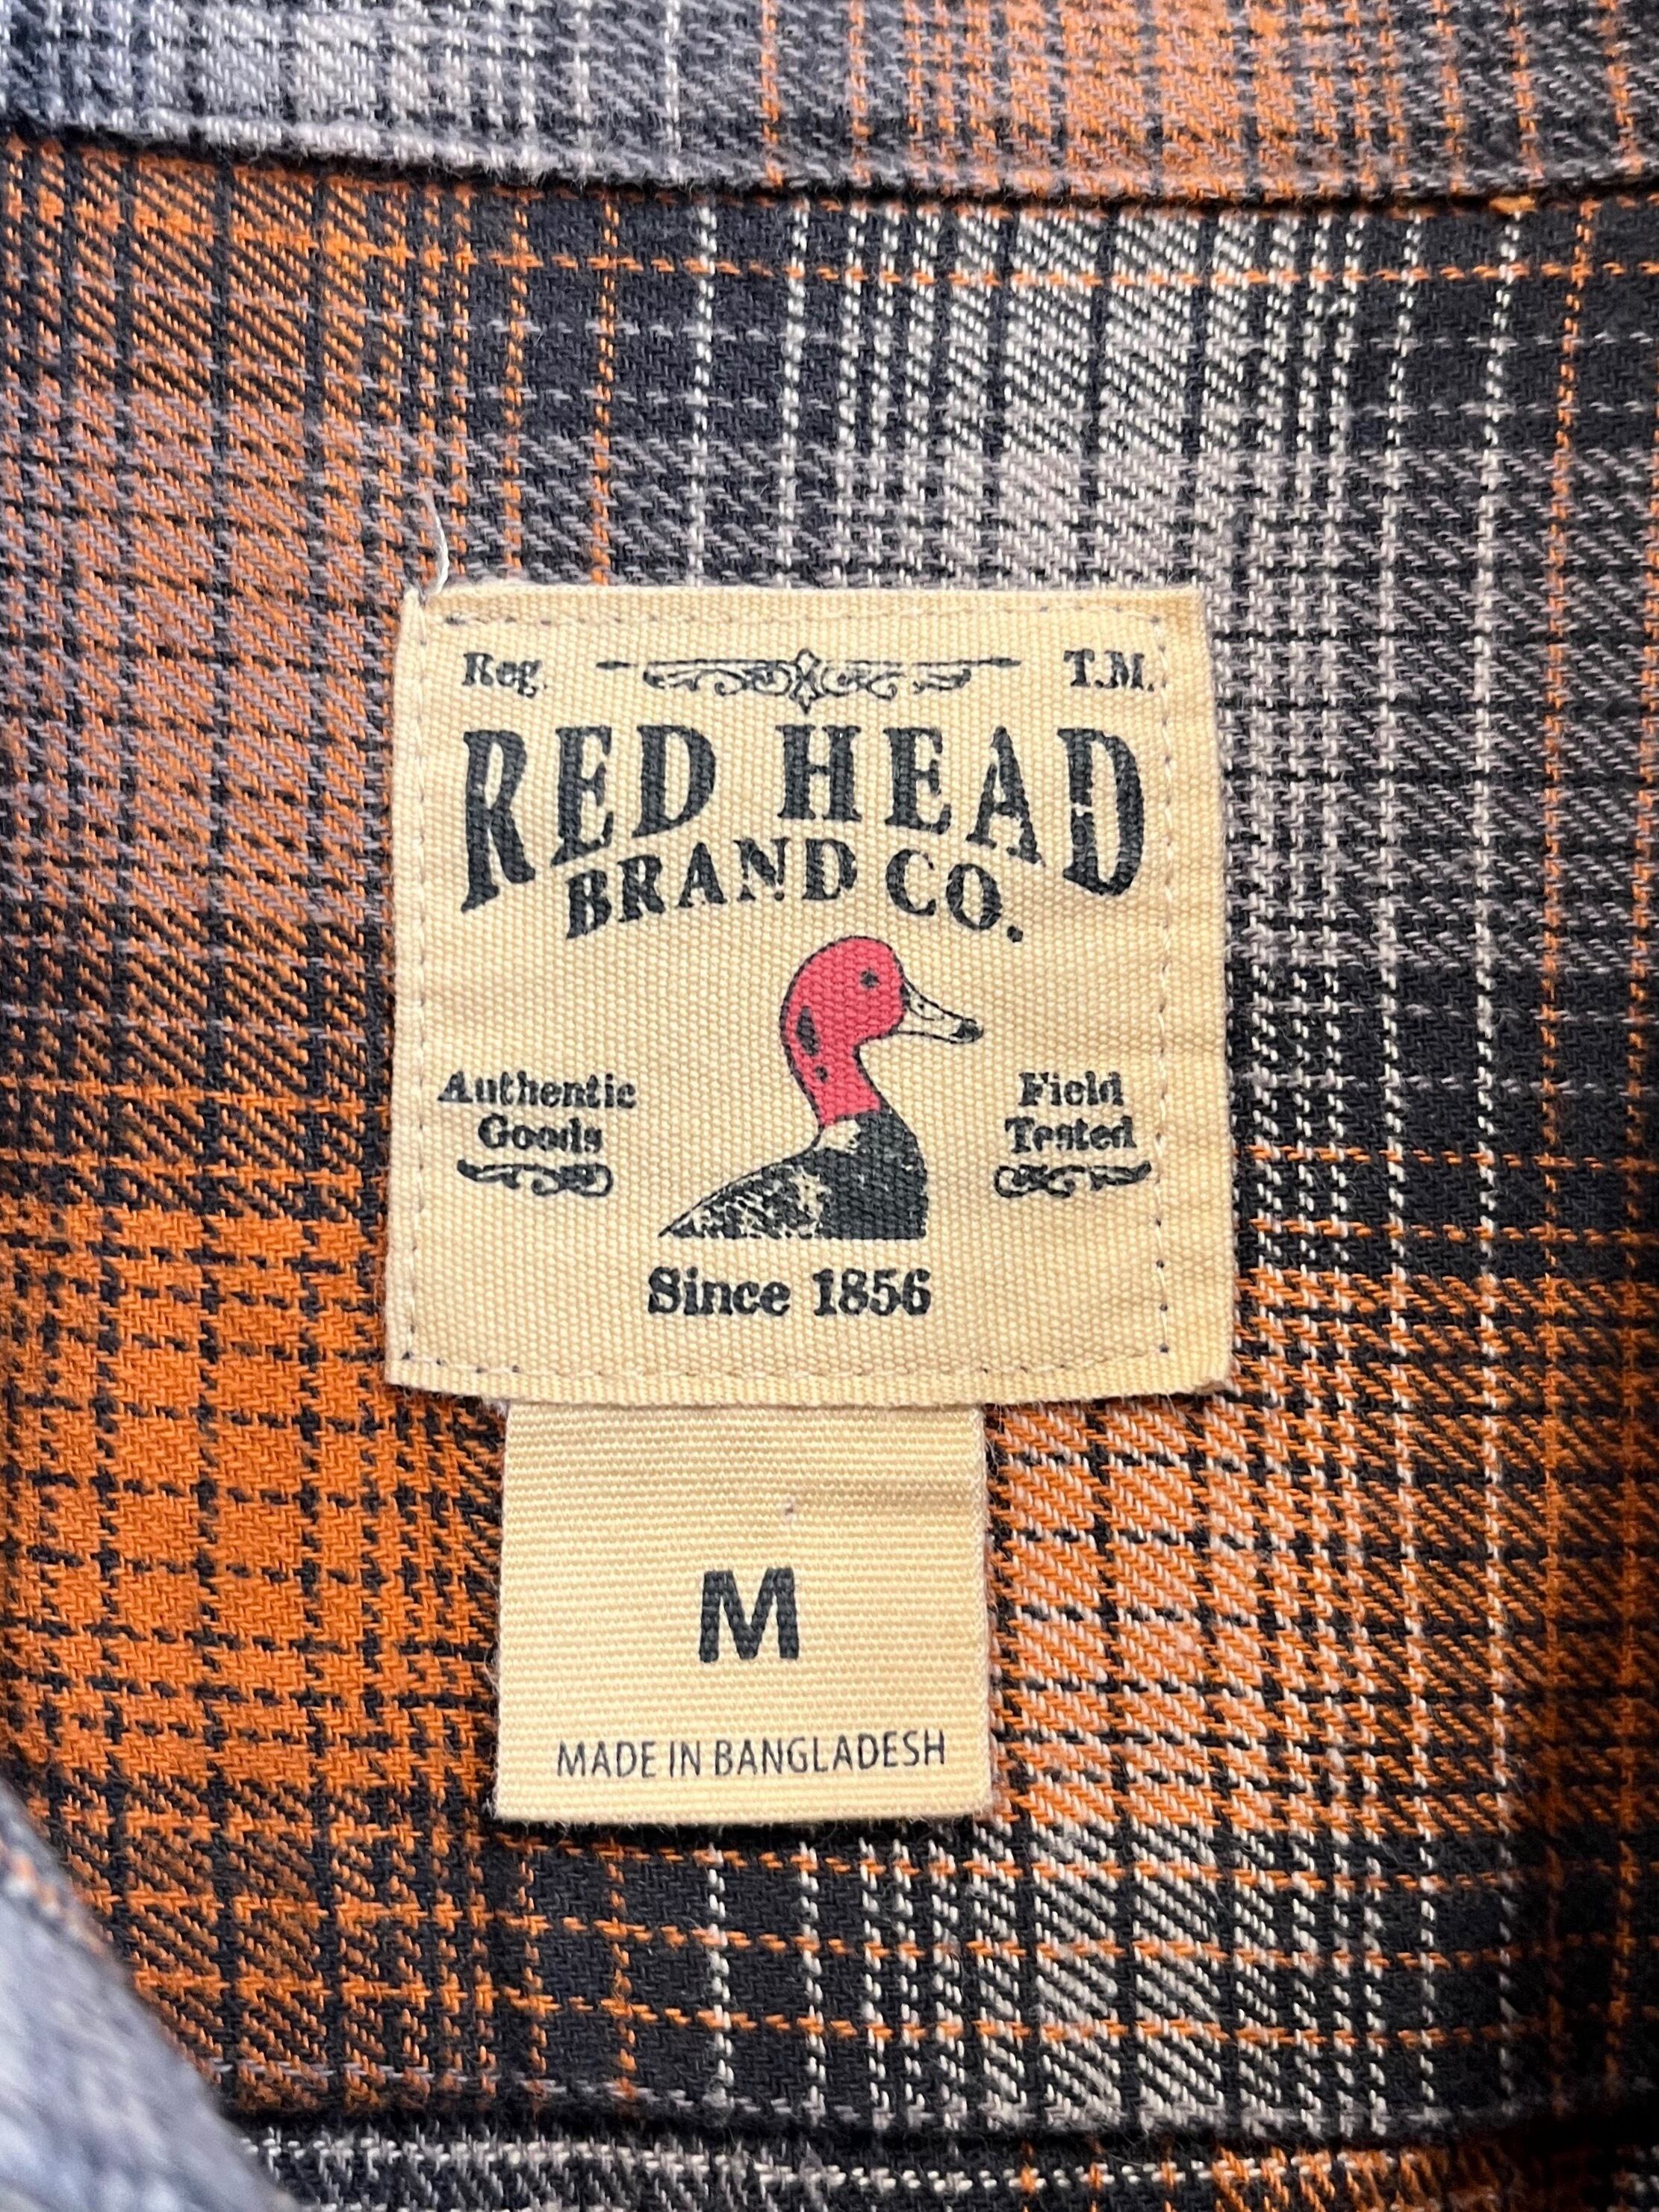 Reg. T.M.
RED HEAD
BRAND CO.
Authentic
Goods
Field
Tested
Since 1856
M
MADE IN BANGLADESH